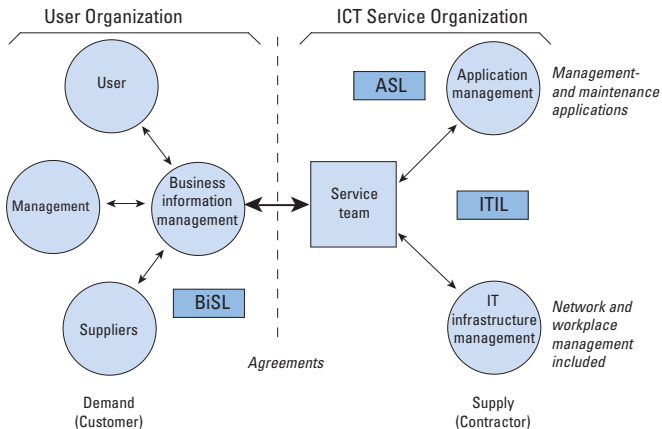 User Organization
ICT Service Organization
User
ASL
Application
management
Management-
and maintenance
applications
Management
Business
information
management
Service
team
ITIL
BiSL
Suppliers
IT
infrastructure
management
Network and
workplace
management
included
Agreements
Demand
(Customer)
Supply
(Contractor)